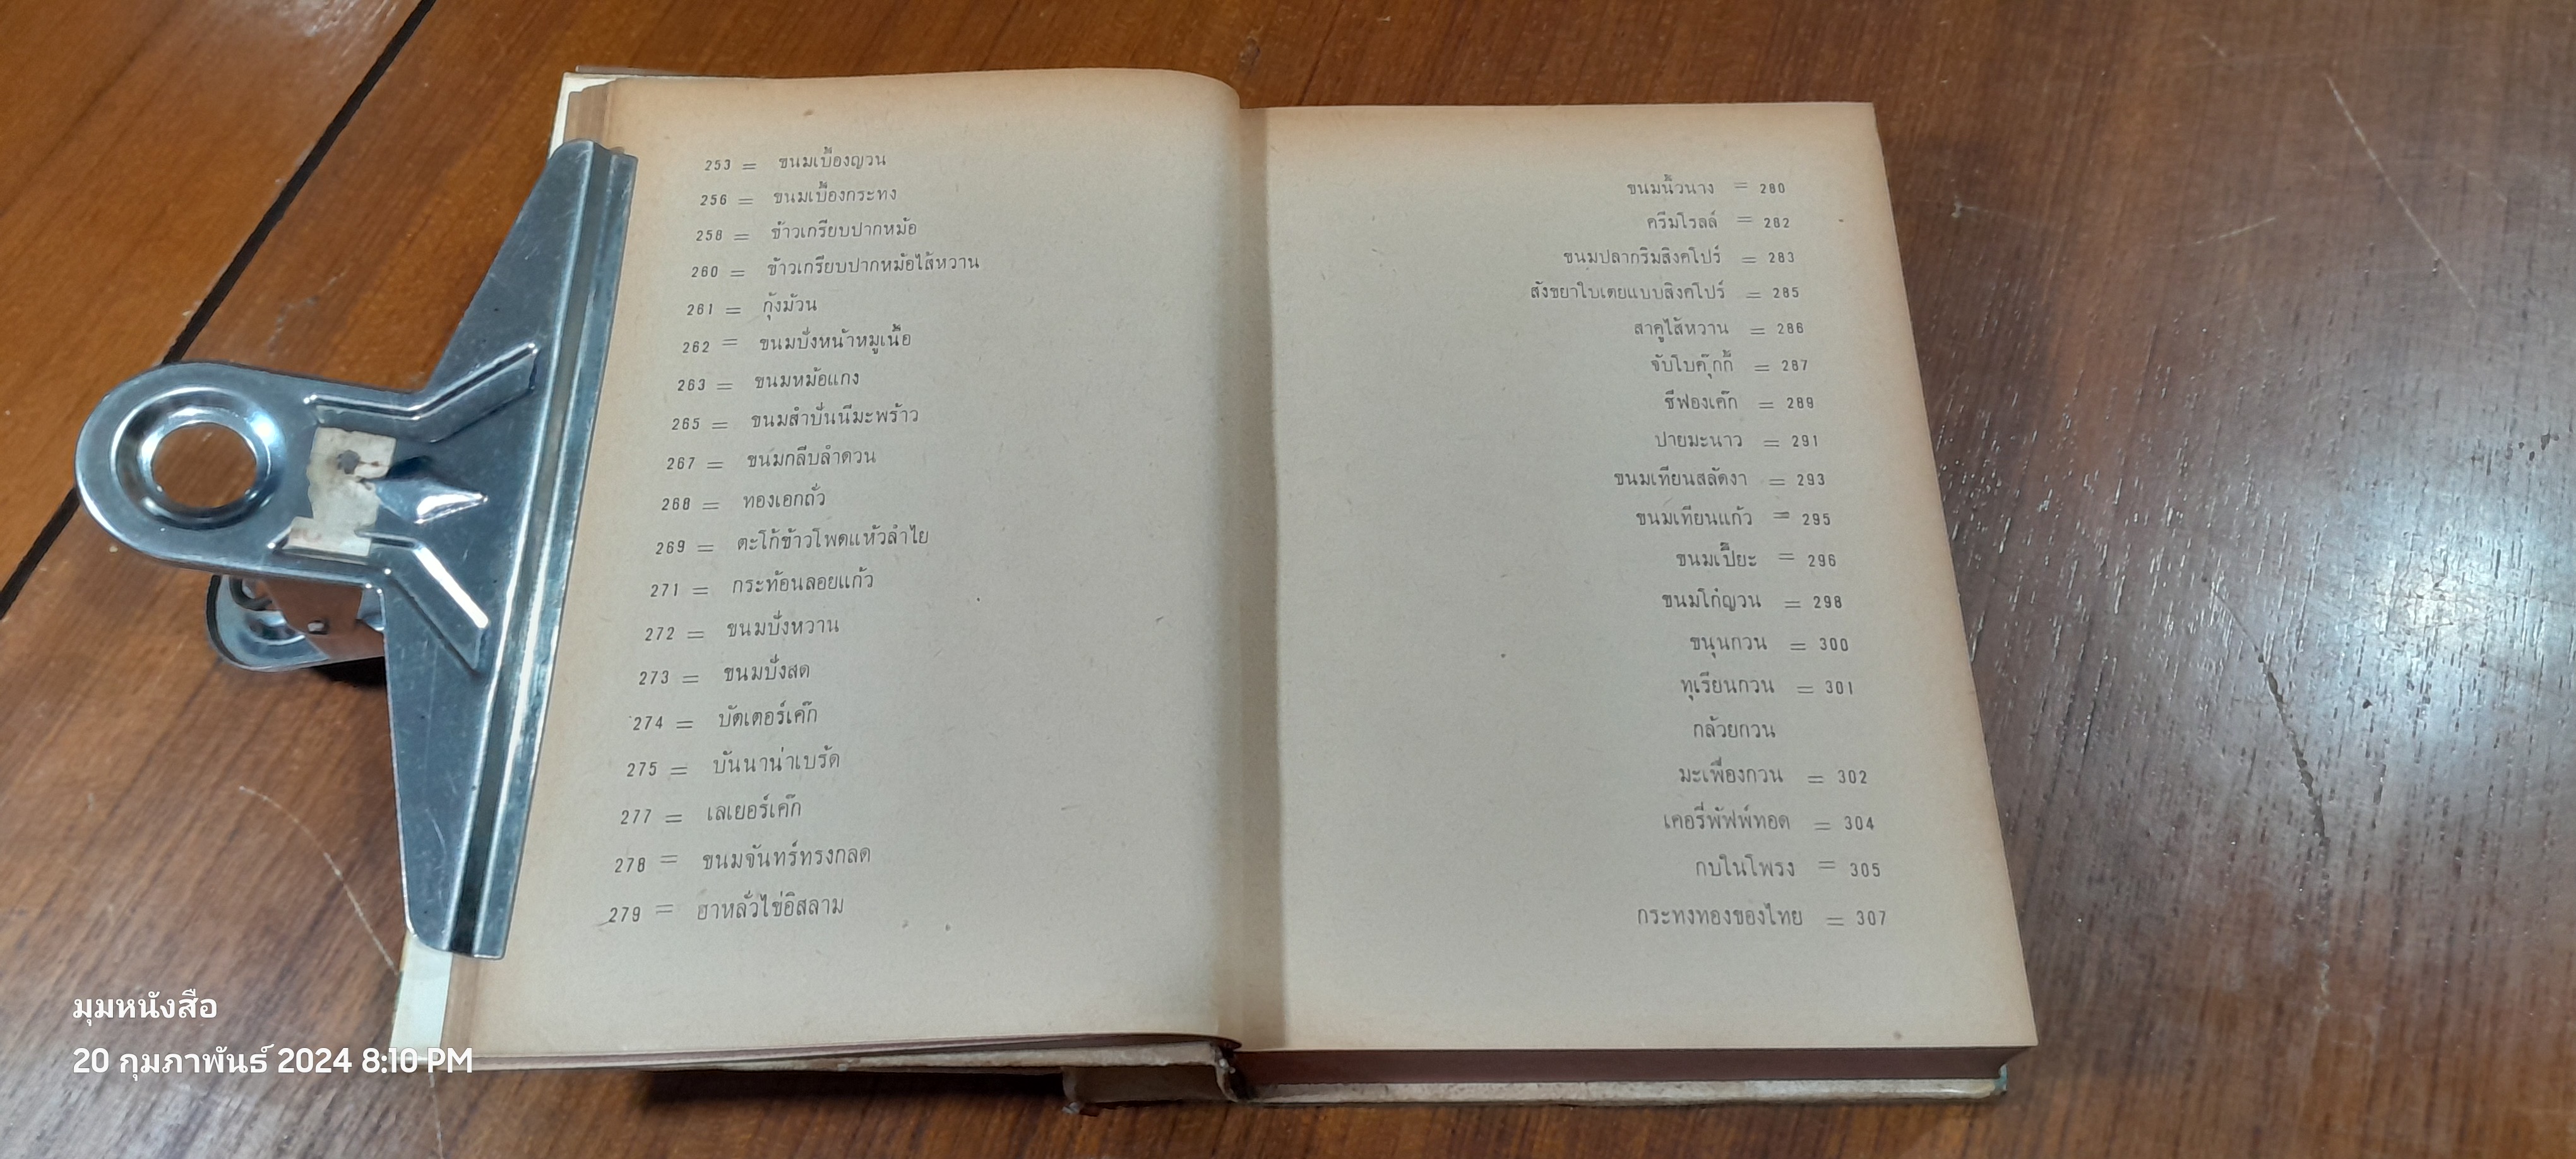 253 = ขนมเบื้องญวน
256 = ขนมเบื้องกระทง
258 = ข้าวเกรียบปากหม้อ
260 = ข้าวเกรียบปากหม้อไส้หวาน
261 = กุ้งม้วน
262 = ขนมปังหน้าหมูเนื้อ
263 = ขนมหม้อแกง
265 = ขนมสำปันนีมะพร้าว
267 = ขนมกลีบลำดวน
268 = ทองเอกถั่ว
269 = ตะโก้ข้าวโพดแห้วลำไย
271 = กระท้อนลอยแก้ว
272 = ขนมปังหวาน
273 = ขนมปังสด
274 = บัตเตอร์เค๊ก
275 = บันนาน่าเบรัด
277 = เลเยอร์เค๊ก
278 = ขนมจันทร์ทรงกลด
279 = ฮาหลั่วไข่อิสลาม
ขนมนิ้วนาง = 280
ครีมโรลล์ = 282
ขนมปลากริมสิงคโปร์ = 283
สังขยาใบเตยแบบสิงคโปร์ = 285
สาคูไส้หวาน = 286
จับโบคุ๊กกี้ = 287
ชีฟองเค๊ก = 289
ปายมะนาว = 291
ขนมเทียนสลัดงา = 293
ขนมเทียนแก้ว = 295
ขนมเปี๊ยะ = 296
ขนมโก๋ญวน = 298
ขนุนกวน = 300
ทุเรียนกวน = 301
กล้วยกวน
มะเฟืองกวน = 302
เคอรี่พัฟพ์ทอด = 304
กบในโพรง = 305
กระทงทองของไทย = 307
มุมหนังสือ
20 กุมภาพันธ์ 2024 8:10 PM